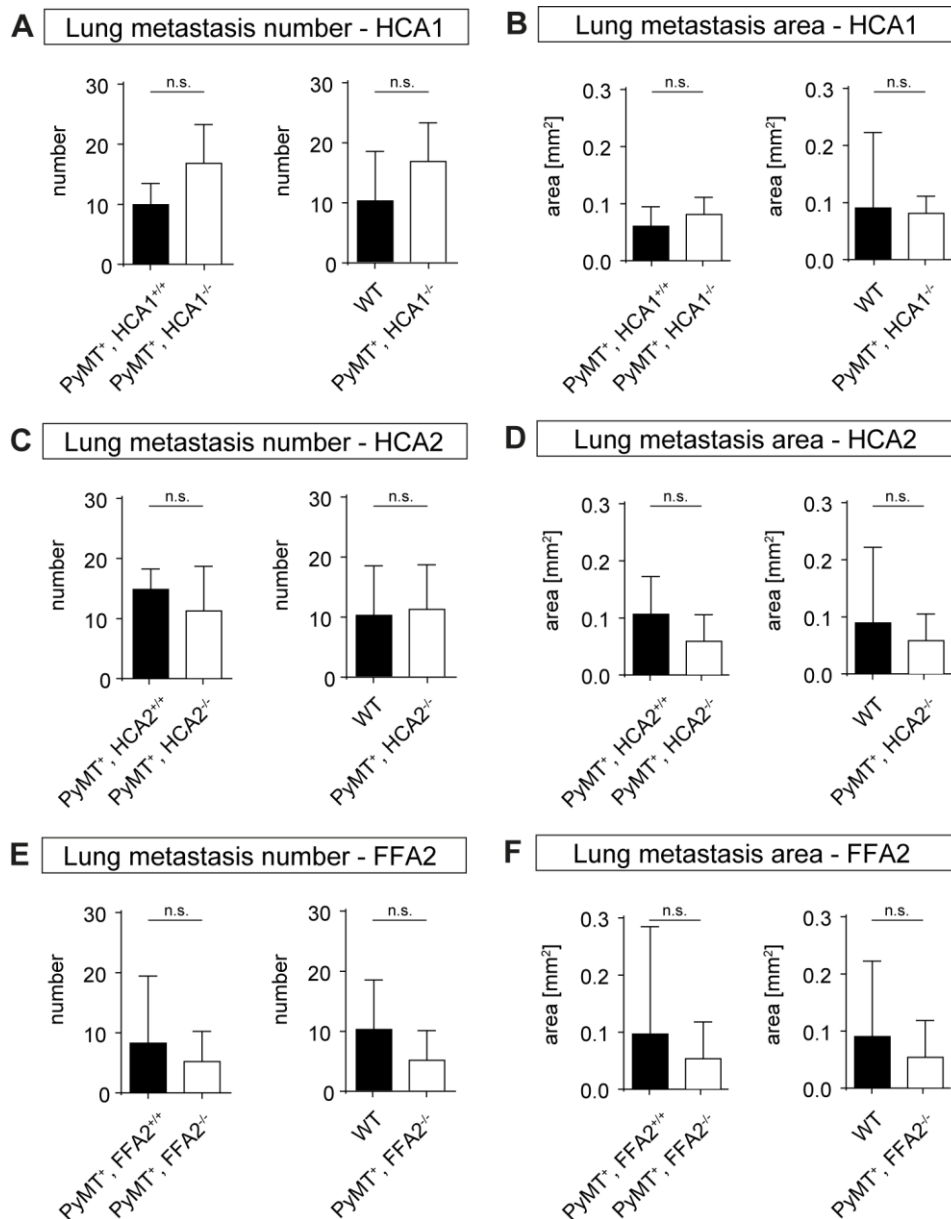 A Lung metastasis number - HCA1
n.s.
30
20
10
0
number
PyMT⁺, HCA1⁺/⁺
PyMT⁺, HCA1⁻/⁻
n.s.
30
20
10
0
number
WT
PyMT⁺, HCA1⁻/⁻
B Lung metastasis area - HCA1
n.s.
0.3
0.2
0.1
0.0
area [mm²]
PyMT⁺, HCA1⁺/⁺
PyMT⁺, HCA1⁻/⁻
n.s.
0.3
0.2
0.1
0.0
area [mm²]
WT
PyMT⁺, HCA1⁻/⁻
C Lung metastasis number - HCA2
n.s.
30
20
10
0
number
PyMT⁺, HCA2⁺/⁺
PyMT⁺, HCA2⁻/⁻
n.s.
30
20
10
0
number
WT
PyMT⁺, HCA2⁻/⁻
D Lung metastasis area - HCA2
n.s.
0.3
0.2
0.1
0.0
area [mm²]
PyMT⁺, HCA2⁺/⁺
PyMT⁺, HCA2⁻/⁻
n.s.
0.3
0.2
0.1
0.0
area [mm²]
WT
PyMT⁺, HCA2⁻/⁻
E Lung metastasis number - FFA2
n.s.
30
20
10
0
number
PyMT⁺, FFA2⁺/⁺
PyMT⁺, FFA2⁻/⁻
n.s.
30
20
10
0
number
WT
PyMT⁺, FFA2⁻/⁻
F Lung metastasis area - FFA2
n.s.
0.3
0.2
0.1
0.0
area [mm²]
PyMT⁺, FFA2⁺/⁺
PyMT⁺, FFA2⁻/⁻
n.s.
0.3
0.2
0.1
0.0
area [mm²]
WT
PyMT⁺, FFA2⁻/⁻